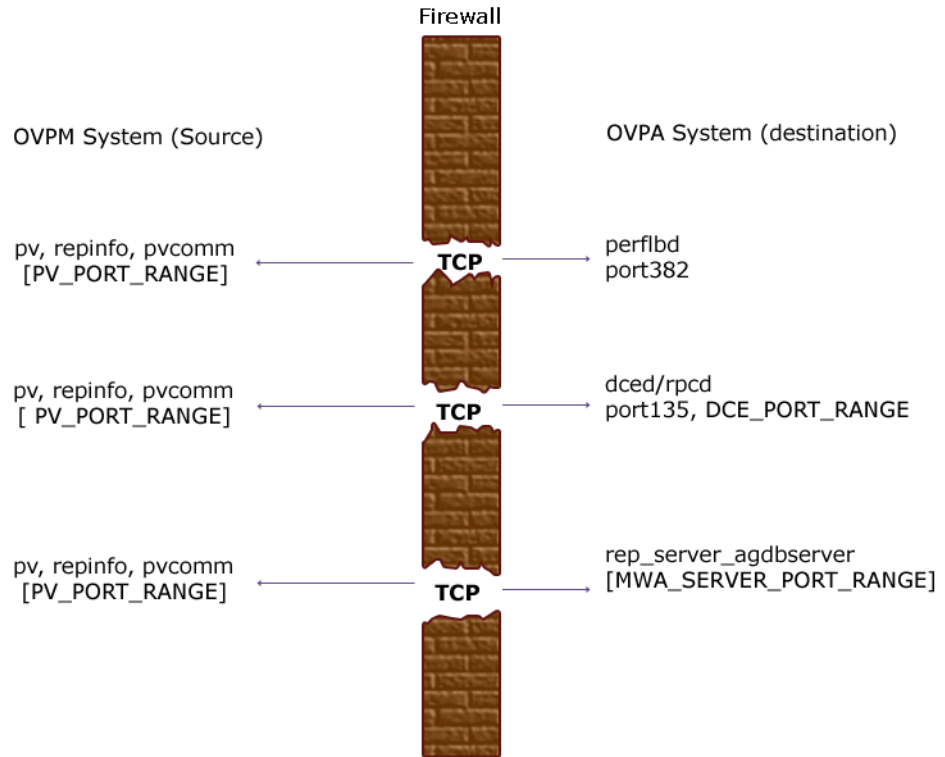 Firewall
OVPM System (Source)
OVPA System (destination)
pv, repinfo, pvcomm
[PV_PORT_RANGE]
TCP
perflbd
port382
pv, repinfo, pvcomm
[ PV_PORT_RANGE]
TCP
dced/rpcd
port135, DCE_PORT_RANGE
pv, repinfo, pvcomm
[PV_PORT_RANGE]
TCP
rep_server_agdbserver
[MWA_SERVER_PORT_RANGE]